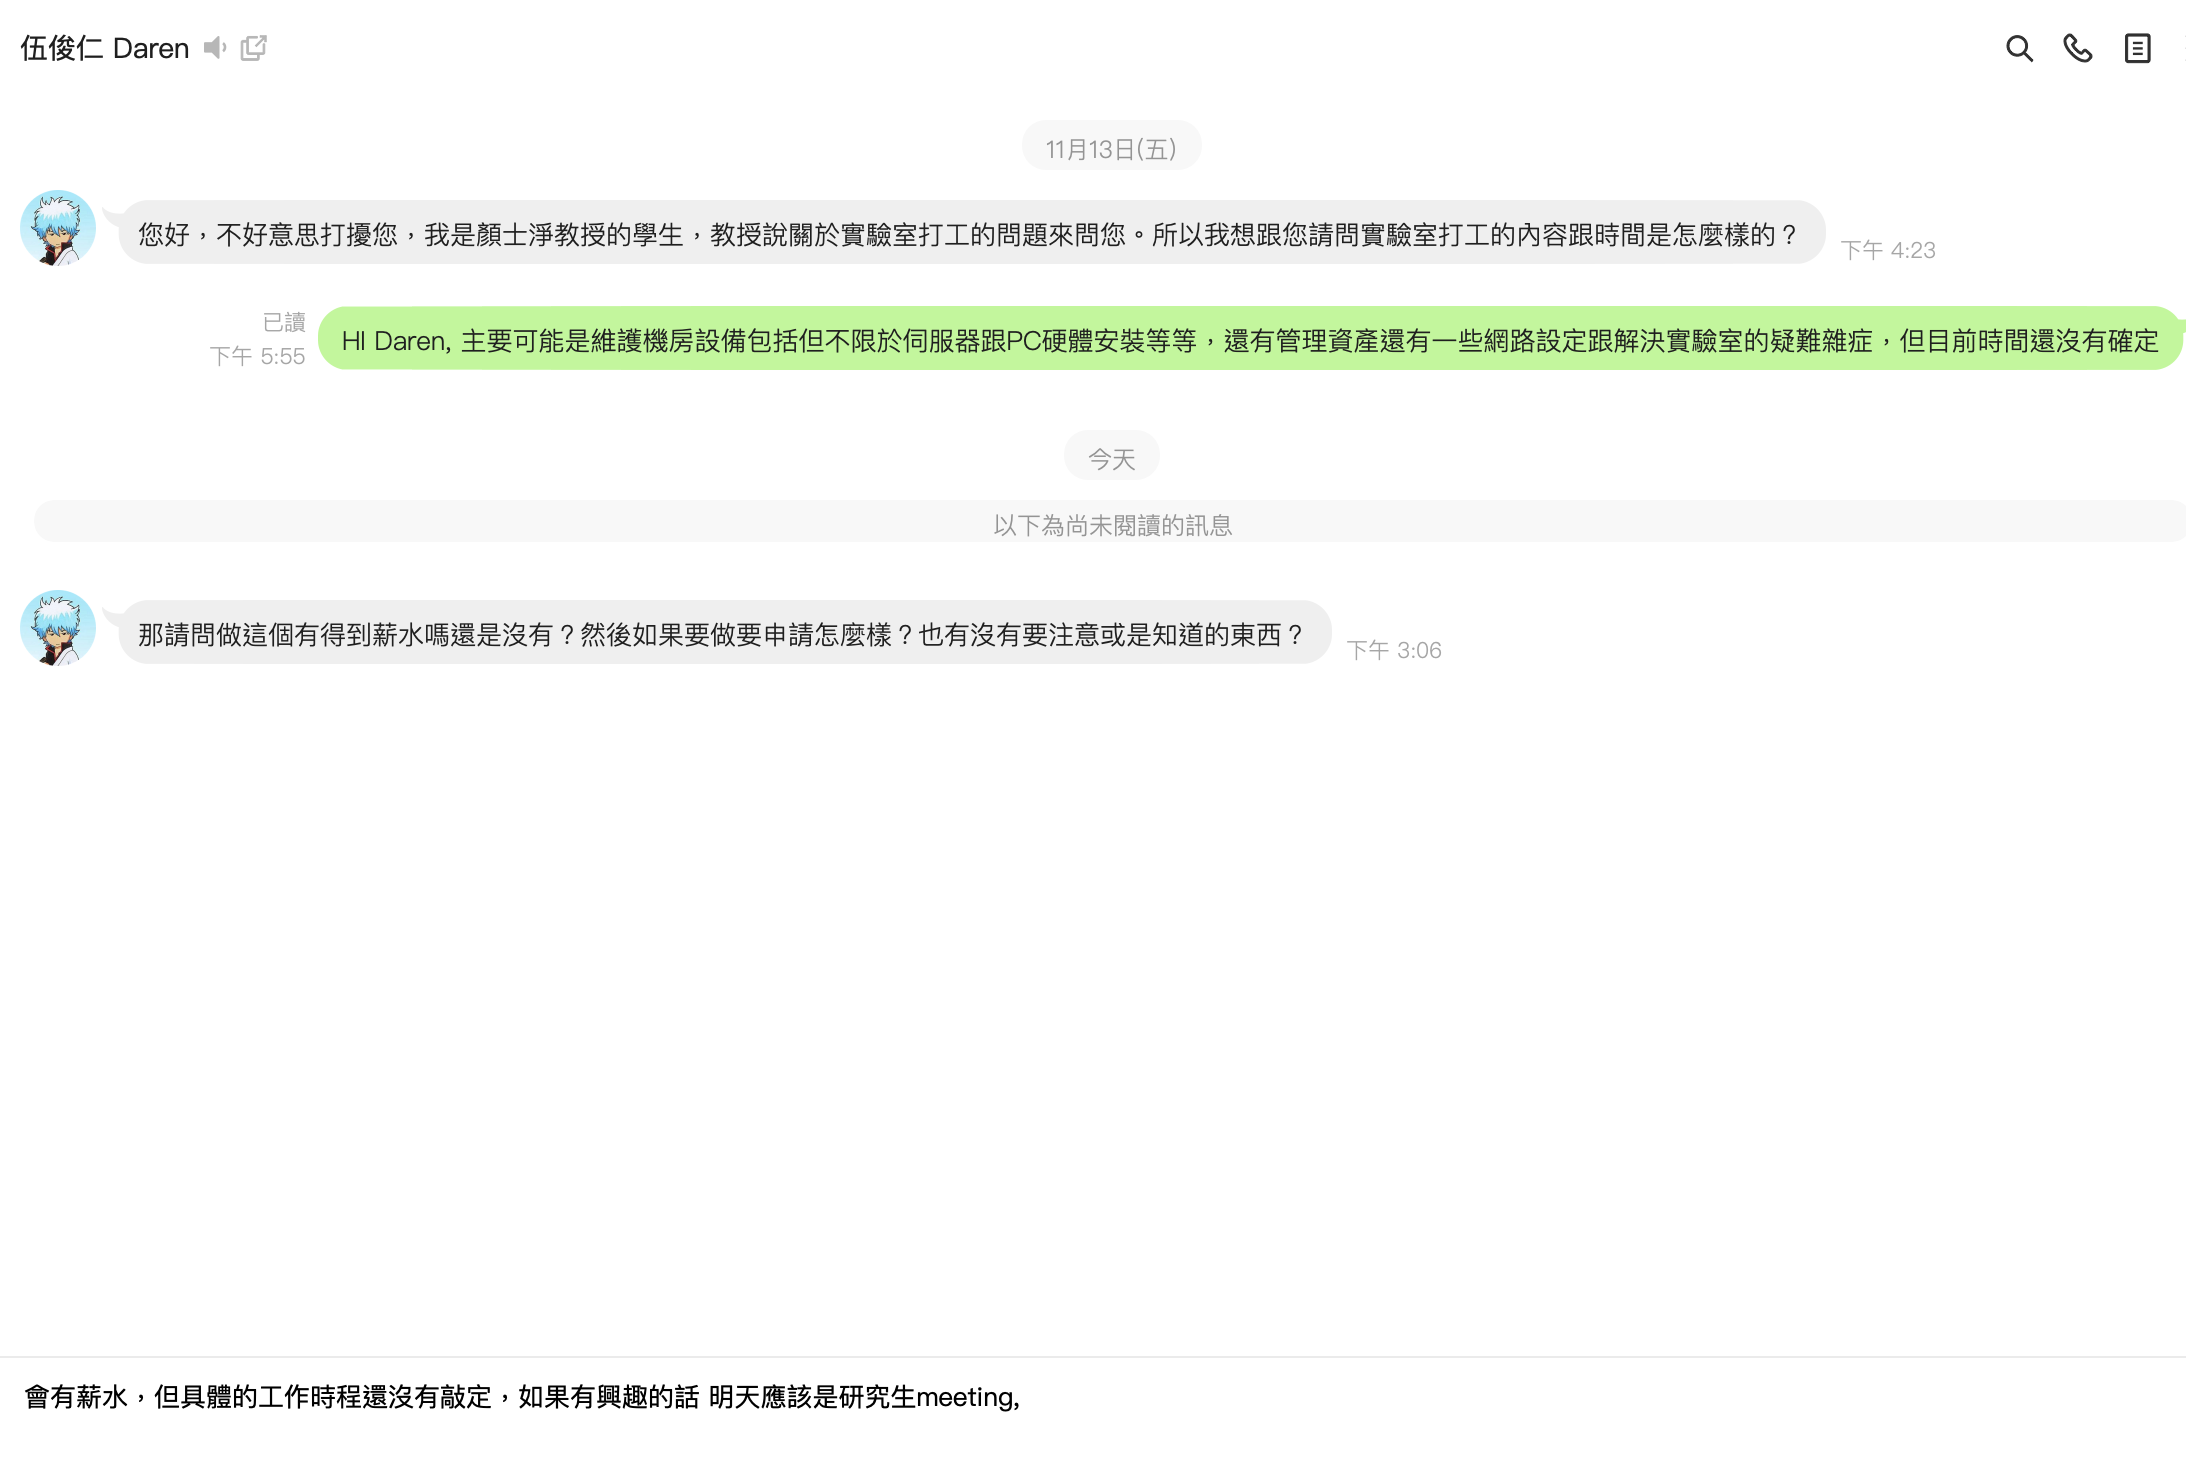 伍俊仁 Daren
11月13日(五)
您好，不好意思打擾您，我是顏士淨教授的學生，教授說關於實驗室打工的問題來問您。所以我想跟您請問實驗室打工的內容跟時間是怎麼樣的？
下午 4:23
已讀
下午 5:55
HI Daren, 主要可能是維護機房設備包括但不限於伺服器跟PC硬體安裝等等，還有管理資產還有一些網路設定跟解決實驗室的疑難雜症，但目前時間還沒有確定
今天
以下為尚未閱讀的訊息
那請問做這個有得到薪水嗎還是沒有？然後如果要做要申請怎麼樣？也有沒有要注意或是知道的東西？
下午 3:06
會有薪水，但具體的工作時程還沒有敲定，如果有興趣的話 明天應該是研究生meeting,